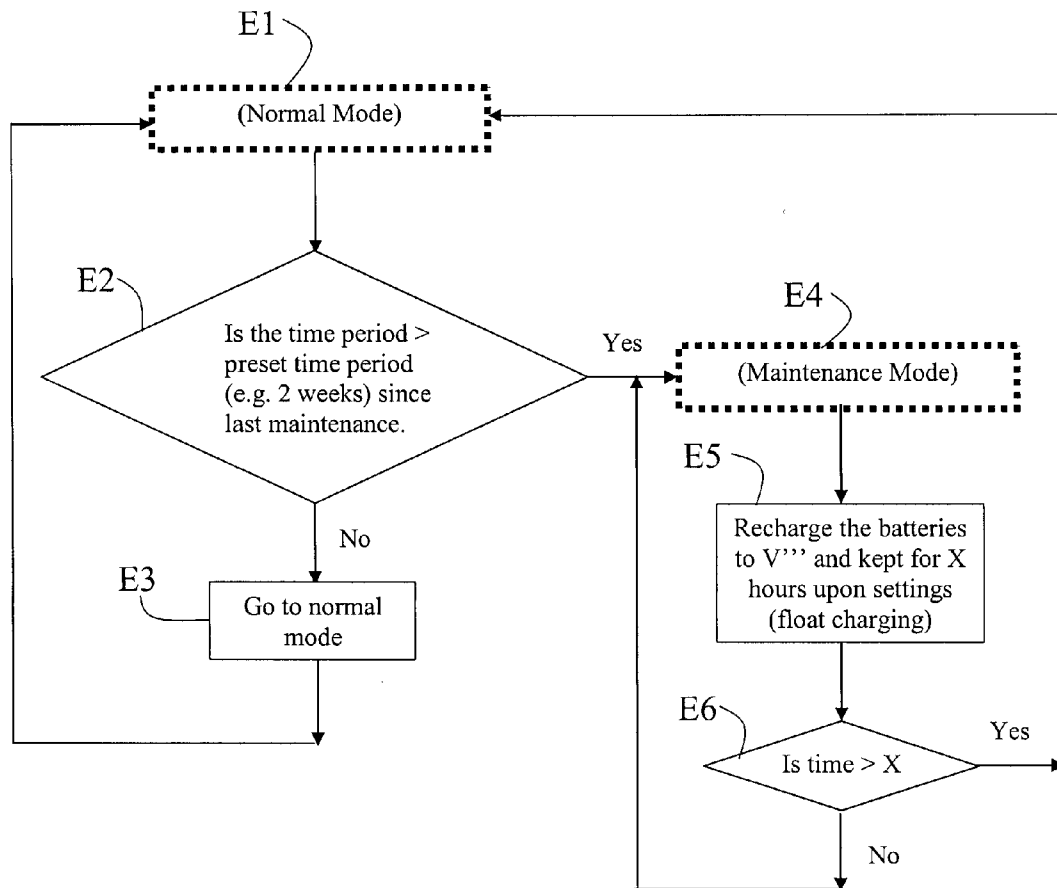 E1
(Normal Mode)
E2
Is the time period >
preset time period
(e.g. 2 weeks) since
last maintenance.
Yes
E4
(Maintenance Mode)
No
E3
Go to normal
mode
E5
Recharge the batteries
to V’’’ and kept for X
hours upon settings
(float charging)
E6
Is time > X
Yes
No